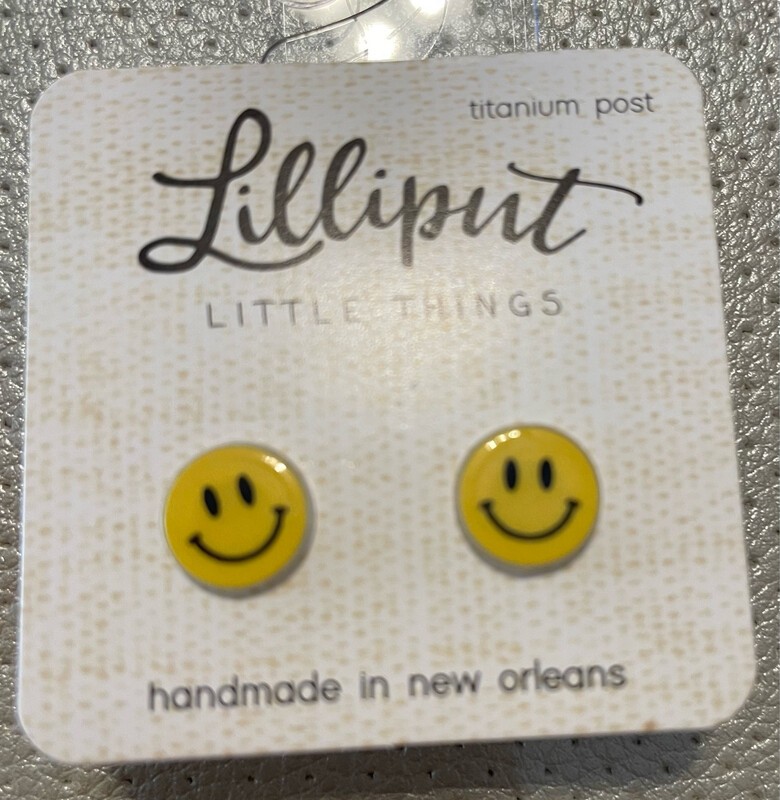 titanium post
Lilliput
LITTLE THINGS
handmade in new orleans